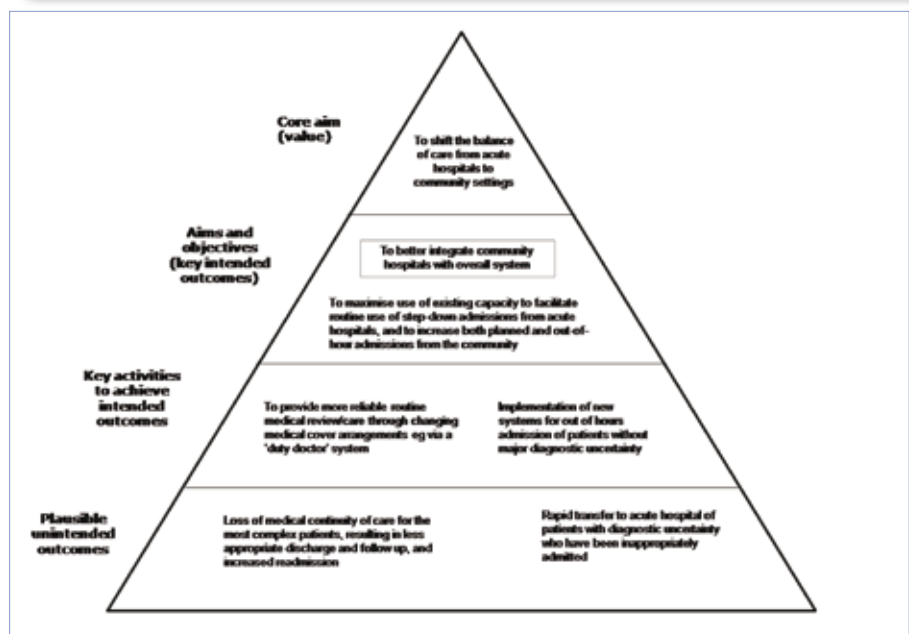 Core aim
(value)
To shift the balance
of care from acute
hospitals to
community settings
Aims and
objectives
(key intended
outcomes)
To better integrate community
hospitals with overall system
To maximise use of existing capacity to facilitate
routine use of step-down admissions from acute
hospitals, and to increase both planned and out-of-
hour admissions from the community
Key activities
to achieve
intended
outcomes
To provide more reliable routine
medical review/care through changing
medical cover arrangements eg via a
'duty doctor' system
Implementation of new
systems for out of hours
admission of patients without
major diagnostic uncertainty
Plausible
unintended
outcomes
Loss of medical continuity of care for the
most complex patients, resulting in less
appropriate discharge and follow up, and
increased readmission
Rapid transfer to acute hospital of
patients with diagnostic uncertainty
who have been inappropriately
admitted